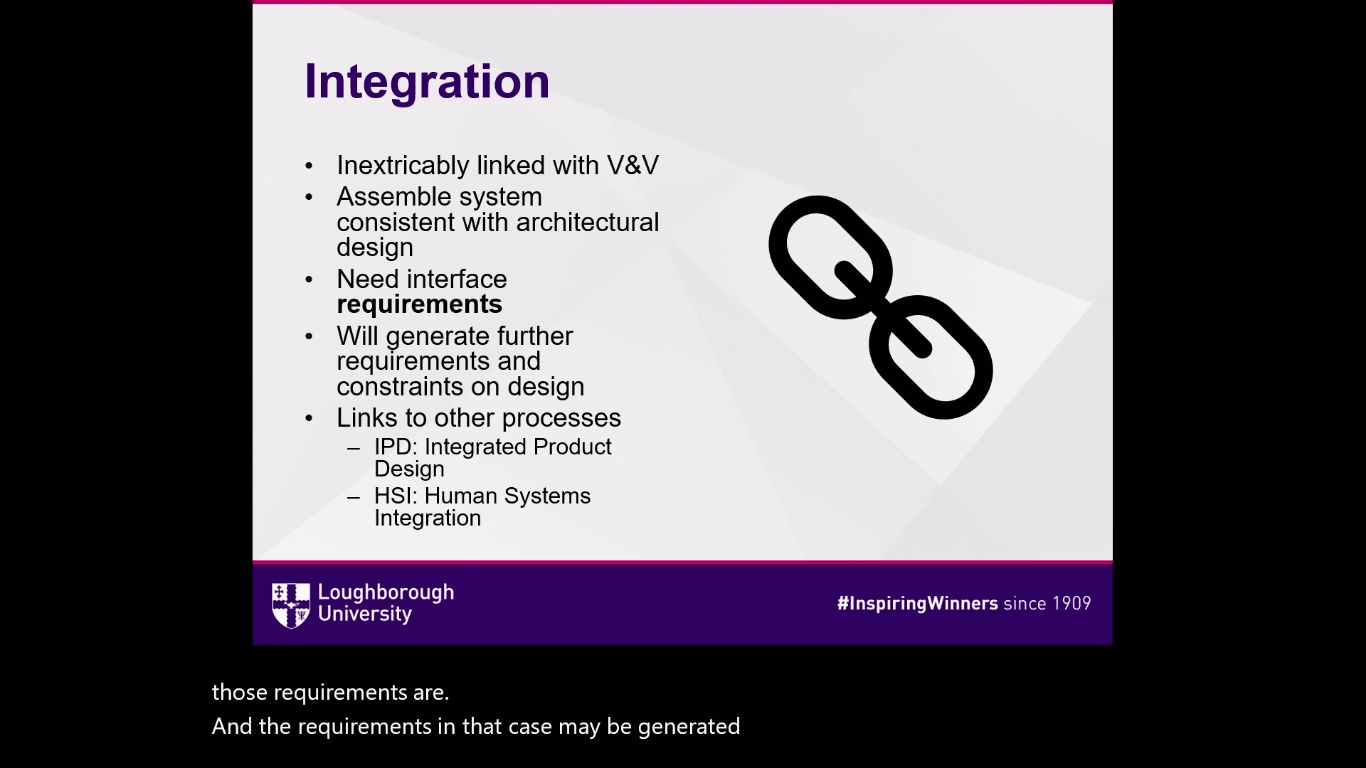 Integration
• Inextricably linked with V&V
• Assemble system
consistent with architectural
design
• Need interface
requirements
• Will generate further
requirements and
constraints on design
• Links to other processes
– IPD: Integrated Product
Design
– HSI: Human Systems
Integration
Loughborough
University
#InspiringWinners since 1909
those requirements are.
And the requirements in that case may be generated